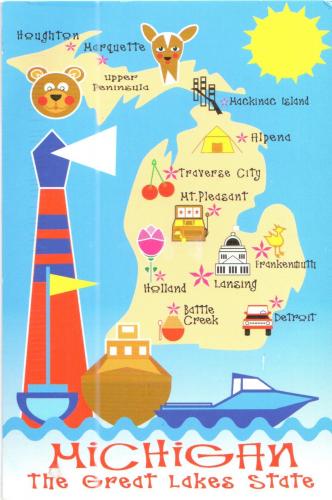 Houghton
Marquette
Upper
Peninsula
Mackinac Island
Alpena
Traverse City
Mt. Pleasant
Frankenmuth
Holland
Lansing
Battle
Creek
Detroit
MICHIGAN
The Great Lakes State